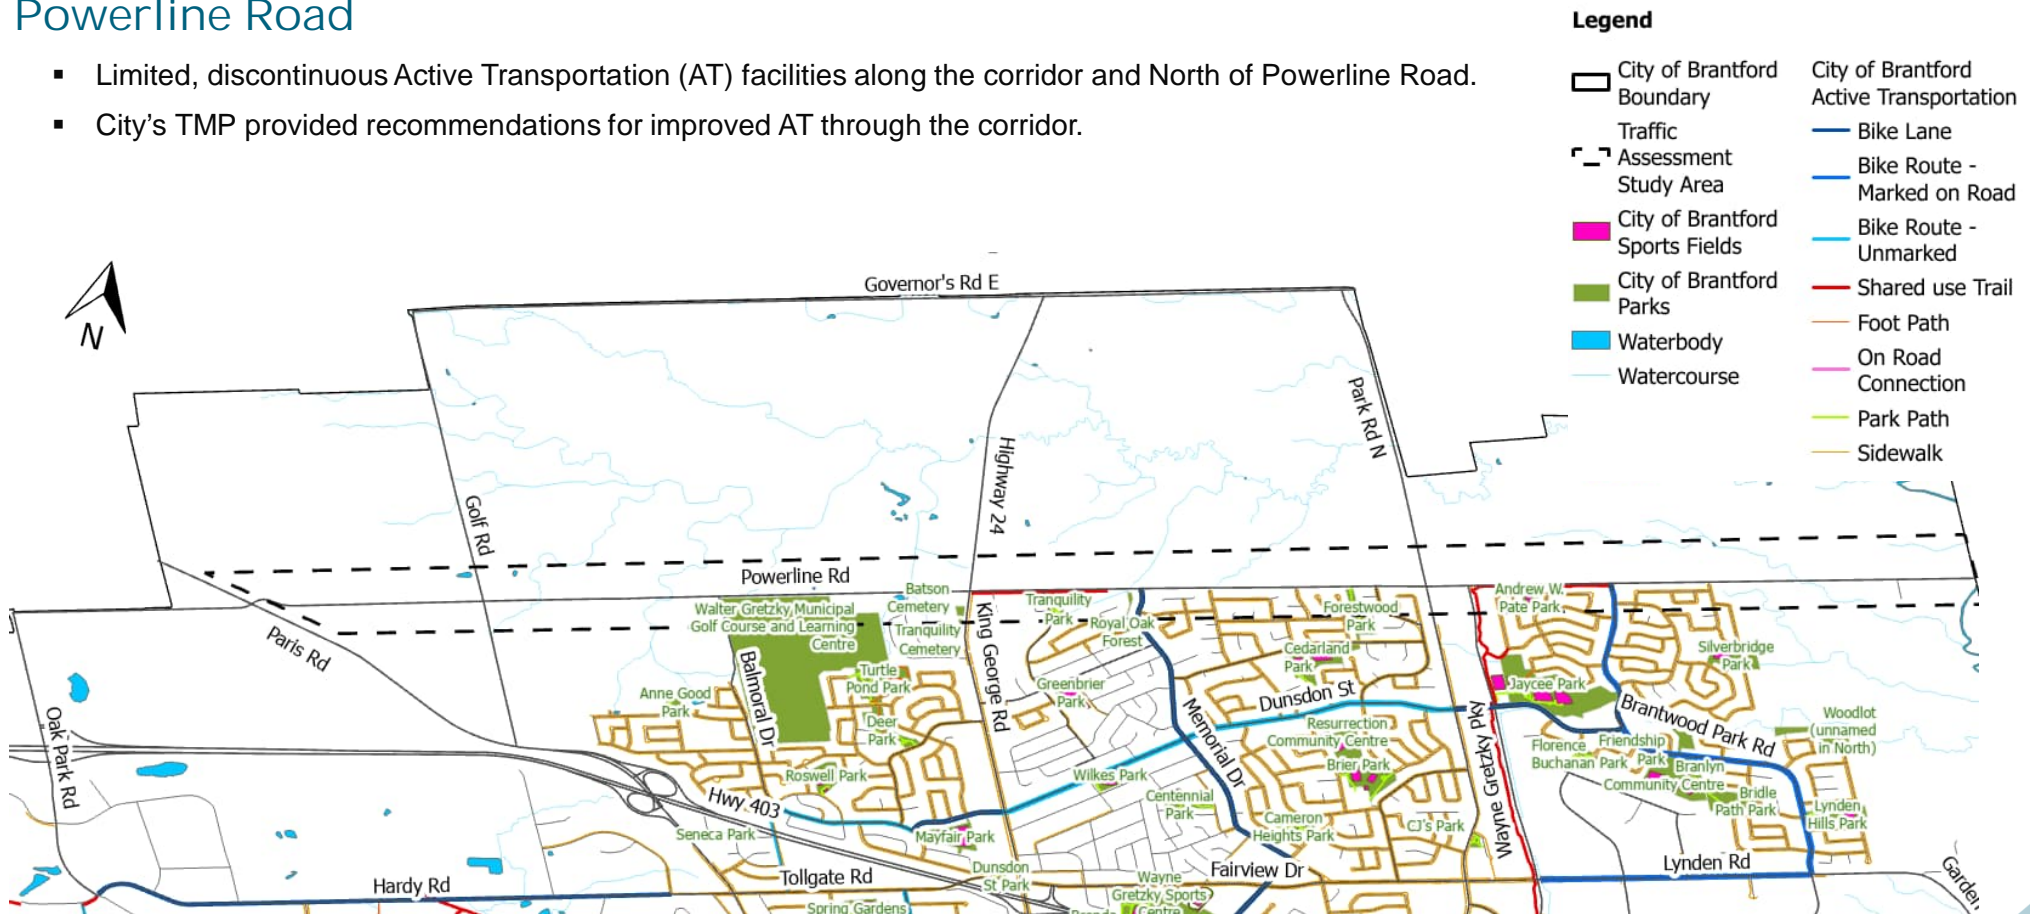 Powerline Road
▪ Limited, discontinuous Active Transportation (AT) facilities along the corridor and North of Powerline Road.
▪ City's TMP provided recommendations for improved AT through the corridor.
Legend
City of Brantford
Boundary
Traffic
Assessment
Study Area
City of Brantford
Sports Fields
City of Brantford
Parks
Waterbody
Watercourse
City of Brantford
Active Transportation
Bike Lane
Bike Route -
Marked on Road
Bike Route -
Unmarked
Shared use Trail
Foot Path
On Road
Connection
Park Path
Sidewalk
N
Governor's Rd E
Park Rd N
Highway 24
Golf Rd
Powerline Rd
Paris Rd
Oak Park Rd
Batson
Cemetery
Walter Gretzky Municipal
Golf Course and Learning
Centre
Tranquility
Cemetery
Tranquility
Park
Royal Oak
Forest
Forestwood
Park
Andrew W.
Pate Park
King George Rd
Balmoral Dr
Turtle
Pond Park
Anne Good
Park
Deer
Park
Greenbrier
Park
Cedarland
Park
Dunsdon St
Memorial Dr
Silverbridge
Park
Jaycee Park
Brantwood Park Rd
Woodlot
(unnamed
in North)
Resurrection
Community Centre
Brier Park
Wayne Gretzky Pky
Florence
Buchanan Park
Friendship
Park
Branlyn
Community Centre
Bridle
Path Park
Lynden
Hills Park
Roswell Park
Wilkes Park
Centennial
Park
Hwy 403
Seneca Park
Mayfair Park
Cameron
Heights Park
CJ's Park
Dunsdon
St Park
Hardy Rd
Tollgate Rd
Fairview Dr
Lynden Rd
Garden
Wayne
Gretzky Sports
Centre
Spring Gardens